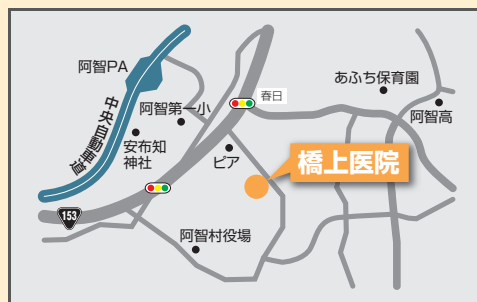 阿智PA
中央自動車道
阿智第一小
安布知
神社
春日
あふち保育園
阿智高
ピア
橋上医院
153
阿智村役場